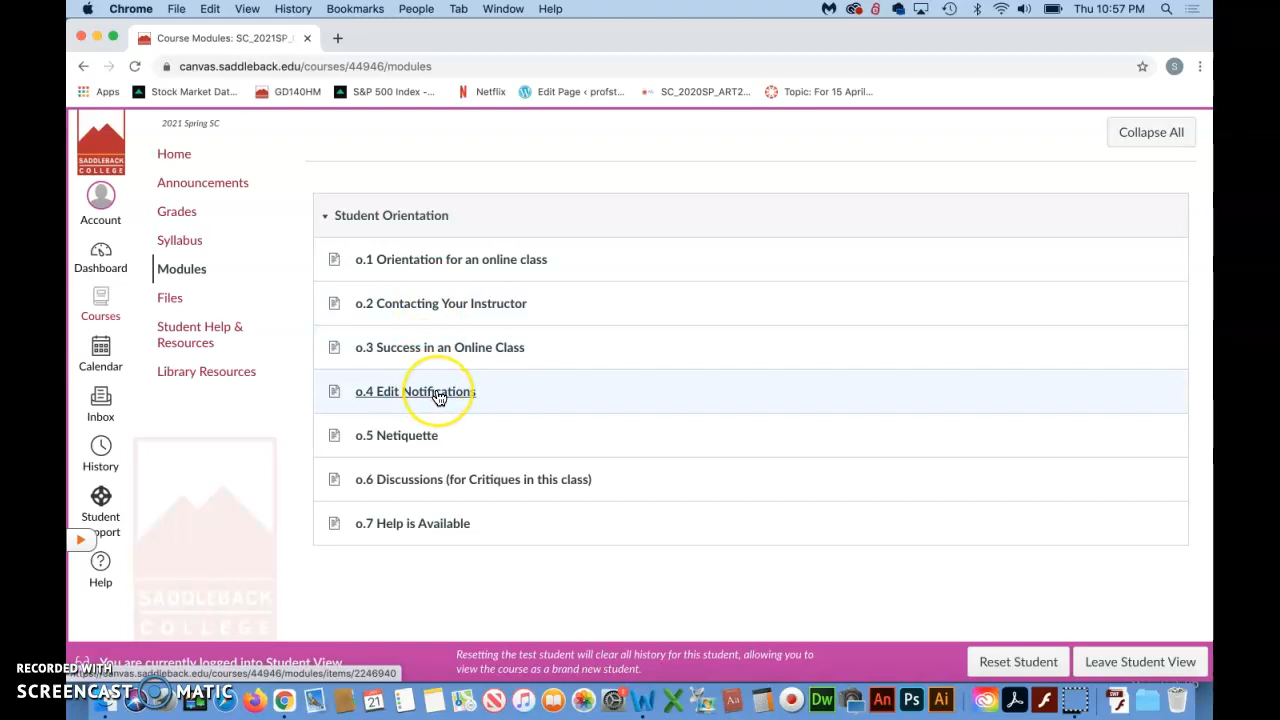 Chrome File Edit View History Bookmarks People Tab Window Help Thu 10:57 PM
Course Modules: SC_2021SP_
canvas.saddleback.edu/courses/44946/modules
Apps Stock Market Dat... GD140HM S&P 500 Index -... Netflix Edit Page ‹ profst... SC_2020SP_ART2... Topic: For 15 April...
SADDLEBACK
COLLEGE
Account
Dashboard
Courses
Calendar
Inbox
History
Student
pport
Help
2021 Spring SC
Home
Announcements
Grades
Syllabus
Modules
Files
Student Help &
Resources
Library Resources
SADDLEBACK
COLLEGE
Collapse All
Student Orientation
o.1 Orientation for an online class
o.2 Contacting Your Instructor
o.3 Success in an Online Class
o.4 Edit Notifications
o.5 Netiquette
o.6 Discussions (for Critiques in this class)
o.7 Help is Available
You are currently logged into Student View
https://canvas.saddleback.edu/courses/44946/modules/items/2246940
Resetting the test student will clear all history for this student, allowing you to
view the course as a brand new student.
Reset Student
Leave Student View
RECORDED WITH
SCREENCAST MATIC
Dw An Ps Ai